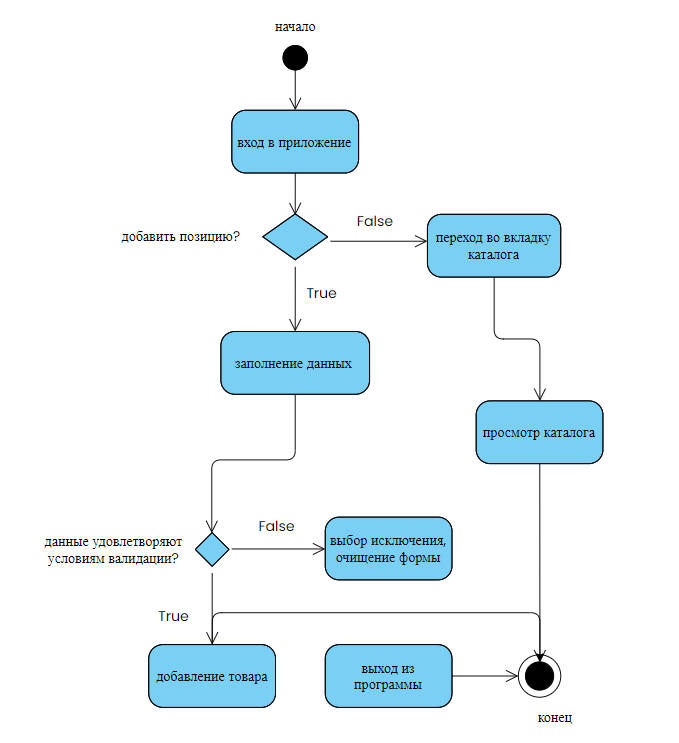 начало
вход в приложение
добавить позицию?
False
переход во вкладку
каталога
True
заполнение данных
просмотр каталога
данные удовлетворяют
условиям валидации?
False
выбор исключения,
очищение формы
True
добавление товара
выход из
программы
конец